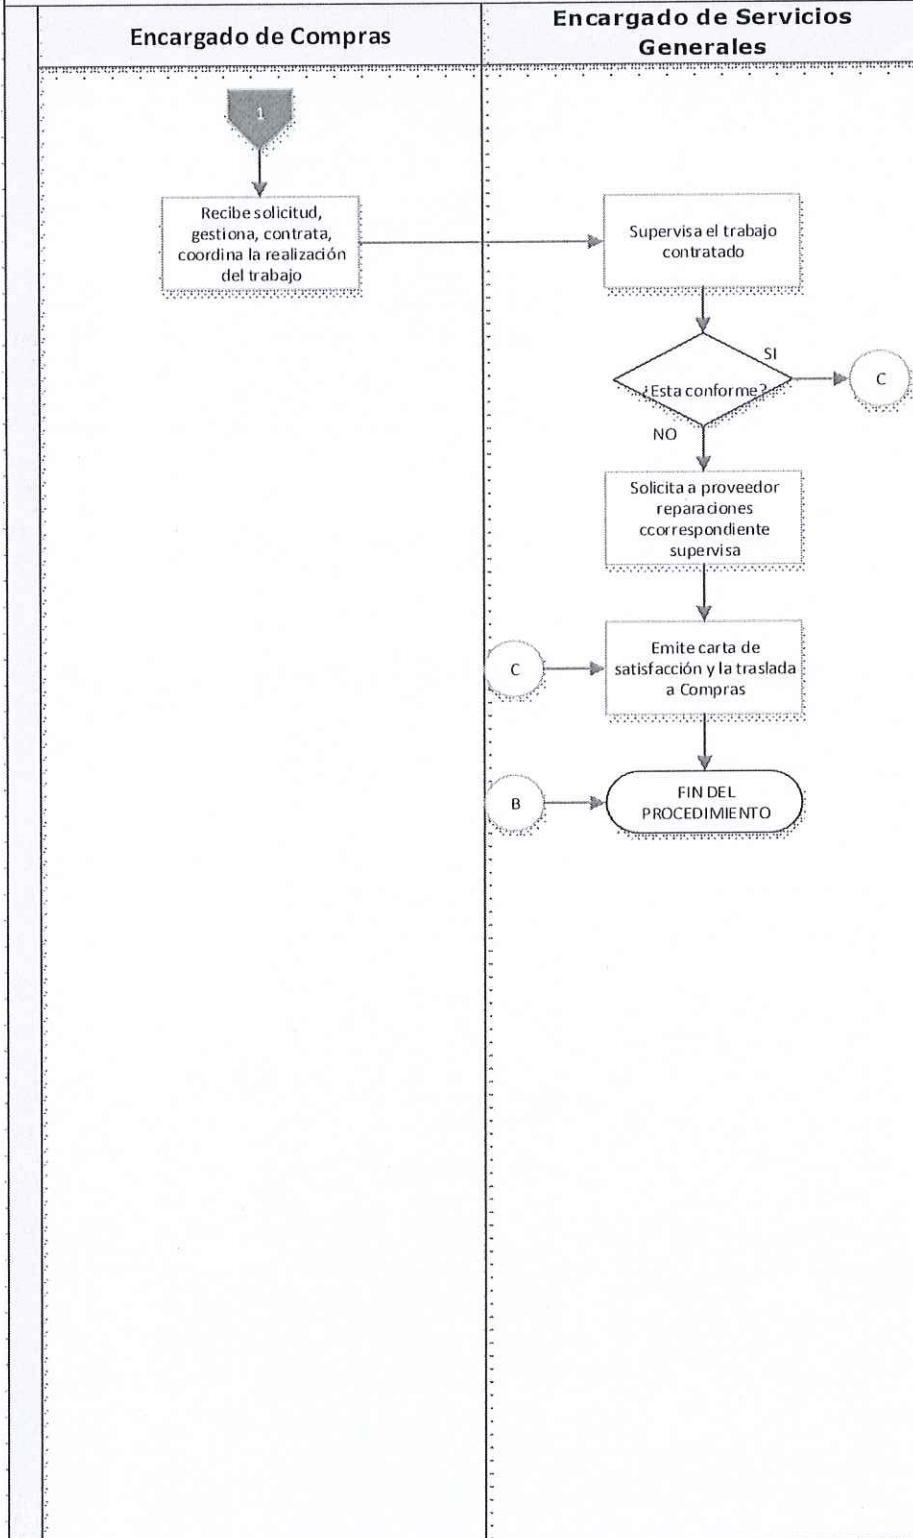 Encargado de Compras
Encargado de Servicios
Generales
1
Recibe solicitud,
gestiona, contrata,
coordina la realización
del trabajo
Supervisa el trabajo
contratado
SI
¿Esta conforme?
C
NO
Solicita a proveedor
reparaciones
ccorrespondiente
supervisa
C
Emite carta de
satisfacción y la traslada
a Compras
B
FIN DEL
PROCEDIMIENTO